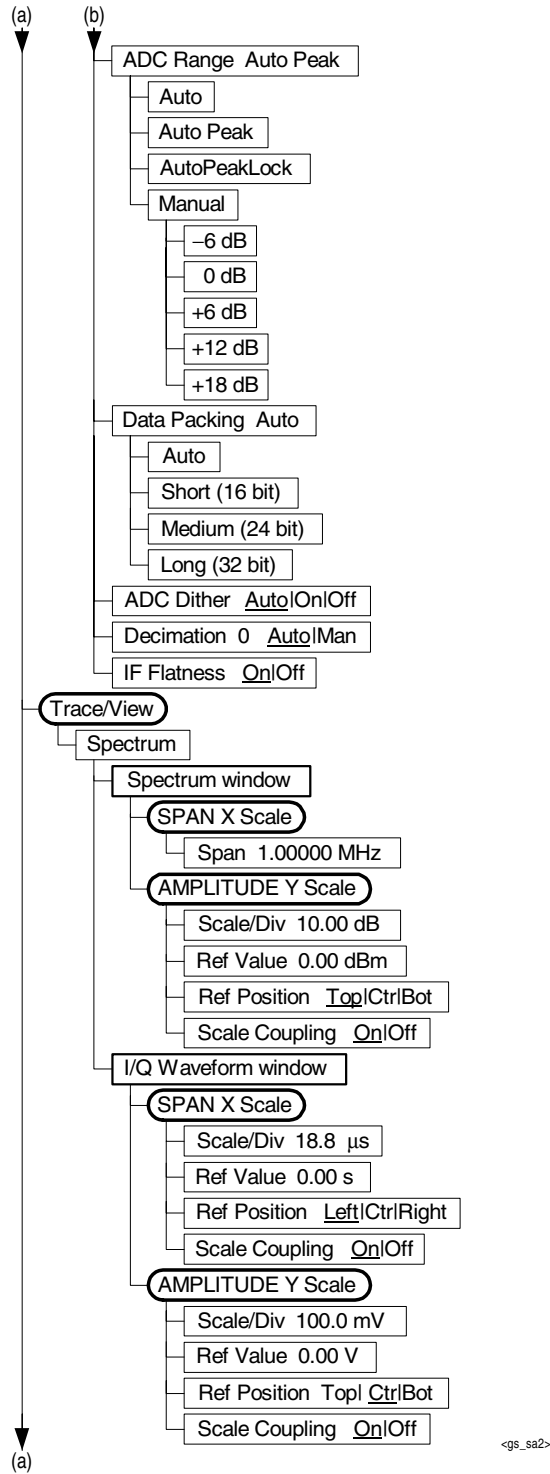 (a) (b)
ADC Range Auto Peak
Auto
Auto Peak
AutoPeakLock
Manual
−6 dB
0 dB
+6 dB
+12 dB
+18 dB
Data Packing Auto
Auto
Short (16 bit)
Medium (24 bit)
Long (32 bit)
ADC Dither Auto|On|Off
Decimation 0 Auto|Man
IF Flatness On|Off
Trace/View
Spectrum
Spectrum window
SPAN X Scale
Span 1.00000 MHz
AMPLITUDE Y Scale
Scale/Div 10.00 dB
Ref Value 0.00 dBm
Ref Position Top|Ctr|Bot
Scale Coupling On|Off
I/Q Waveform window
SPAN X Scale
Scale/Div 18.8 μs
Ref Value 0.00 s
Ref Position Left|Ctr|Right
Scale Coupling On|Off
AMPLITUDE Y Scale
Scale/Div 100.0 mV
Ref Value 0.00 V
Ref Position Top| Ctr|Bot
Scale Coupling On|Off
<gs_sa2>
(a)